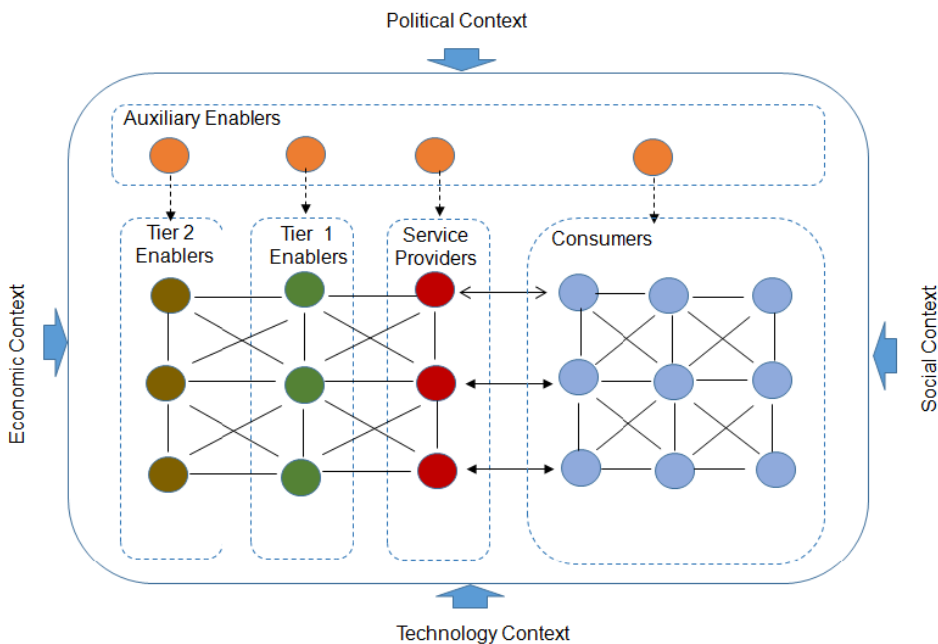 Political Context
Auxiliary Enablers
Tier 2
Enablers
Tier 1
Enablers
Service
Providers
Consumers
Economic Context
Social Context
Technology Context